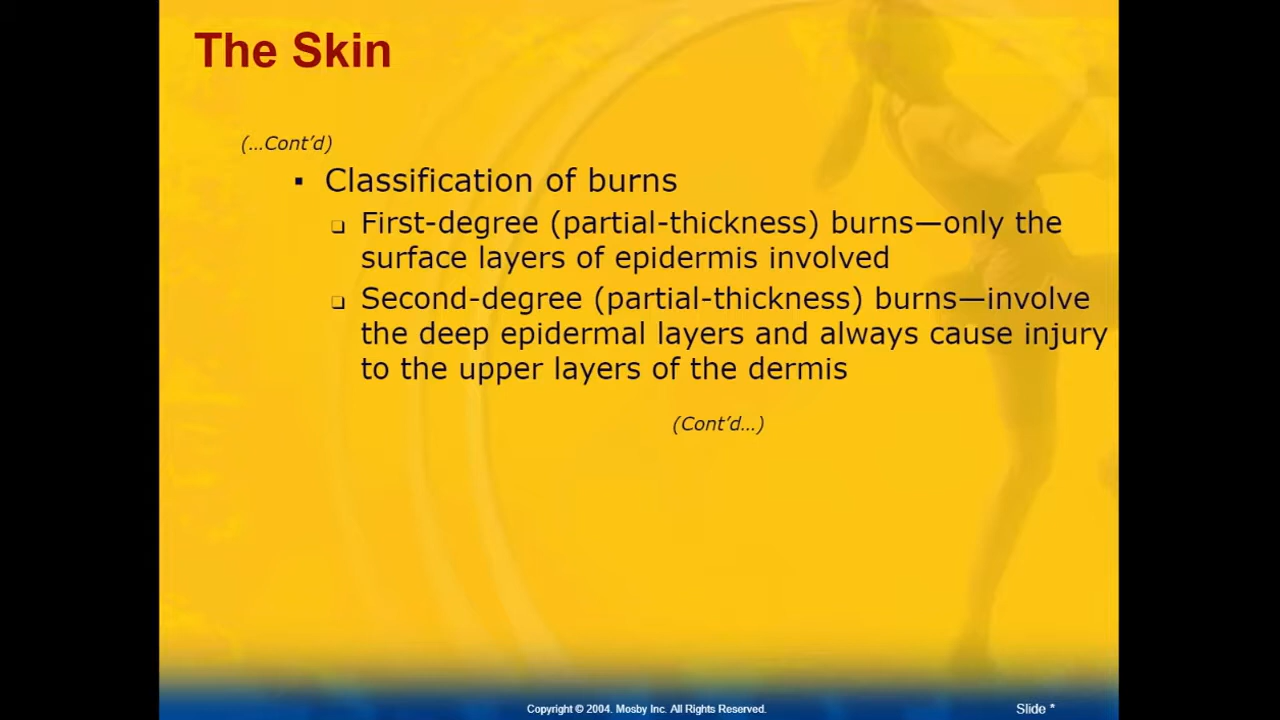 The Skin
(…Cont’d)
▪ Classification of burns
❑ First-degree (partial-thickness) burns—only the
surface layers of epidermis involved
❑ Second-degree (partial-thickness) burns—involve
the deep epidermal layers and always cause injury
to the upper layers of the dermis
(Cont’d…)
Copyright © 2004. Mosby Inc. All Rights Reserved.
Slide *